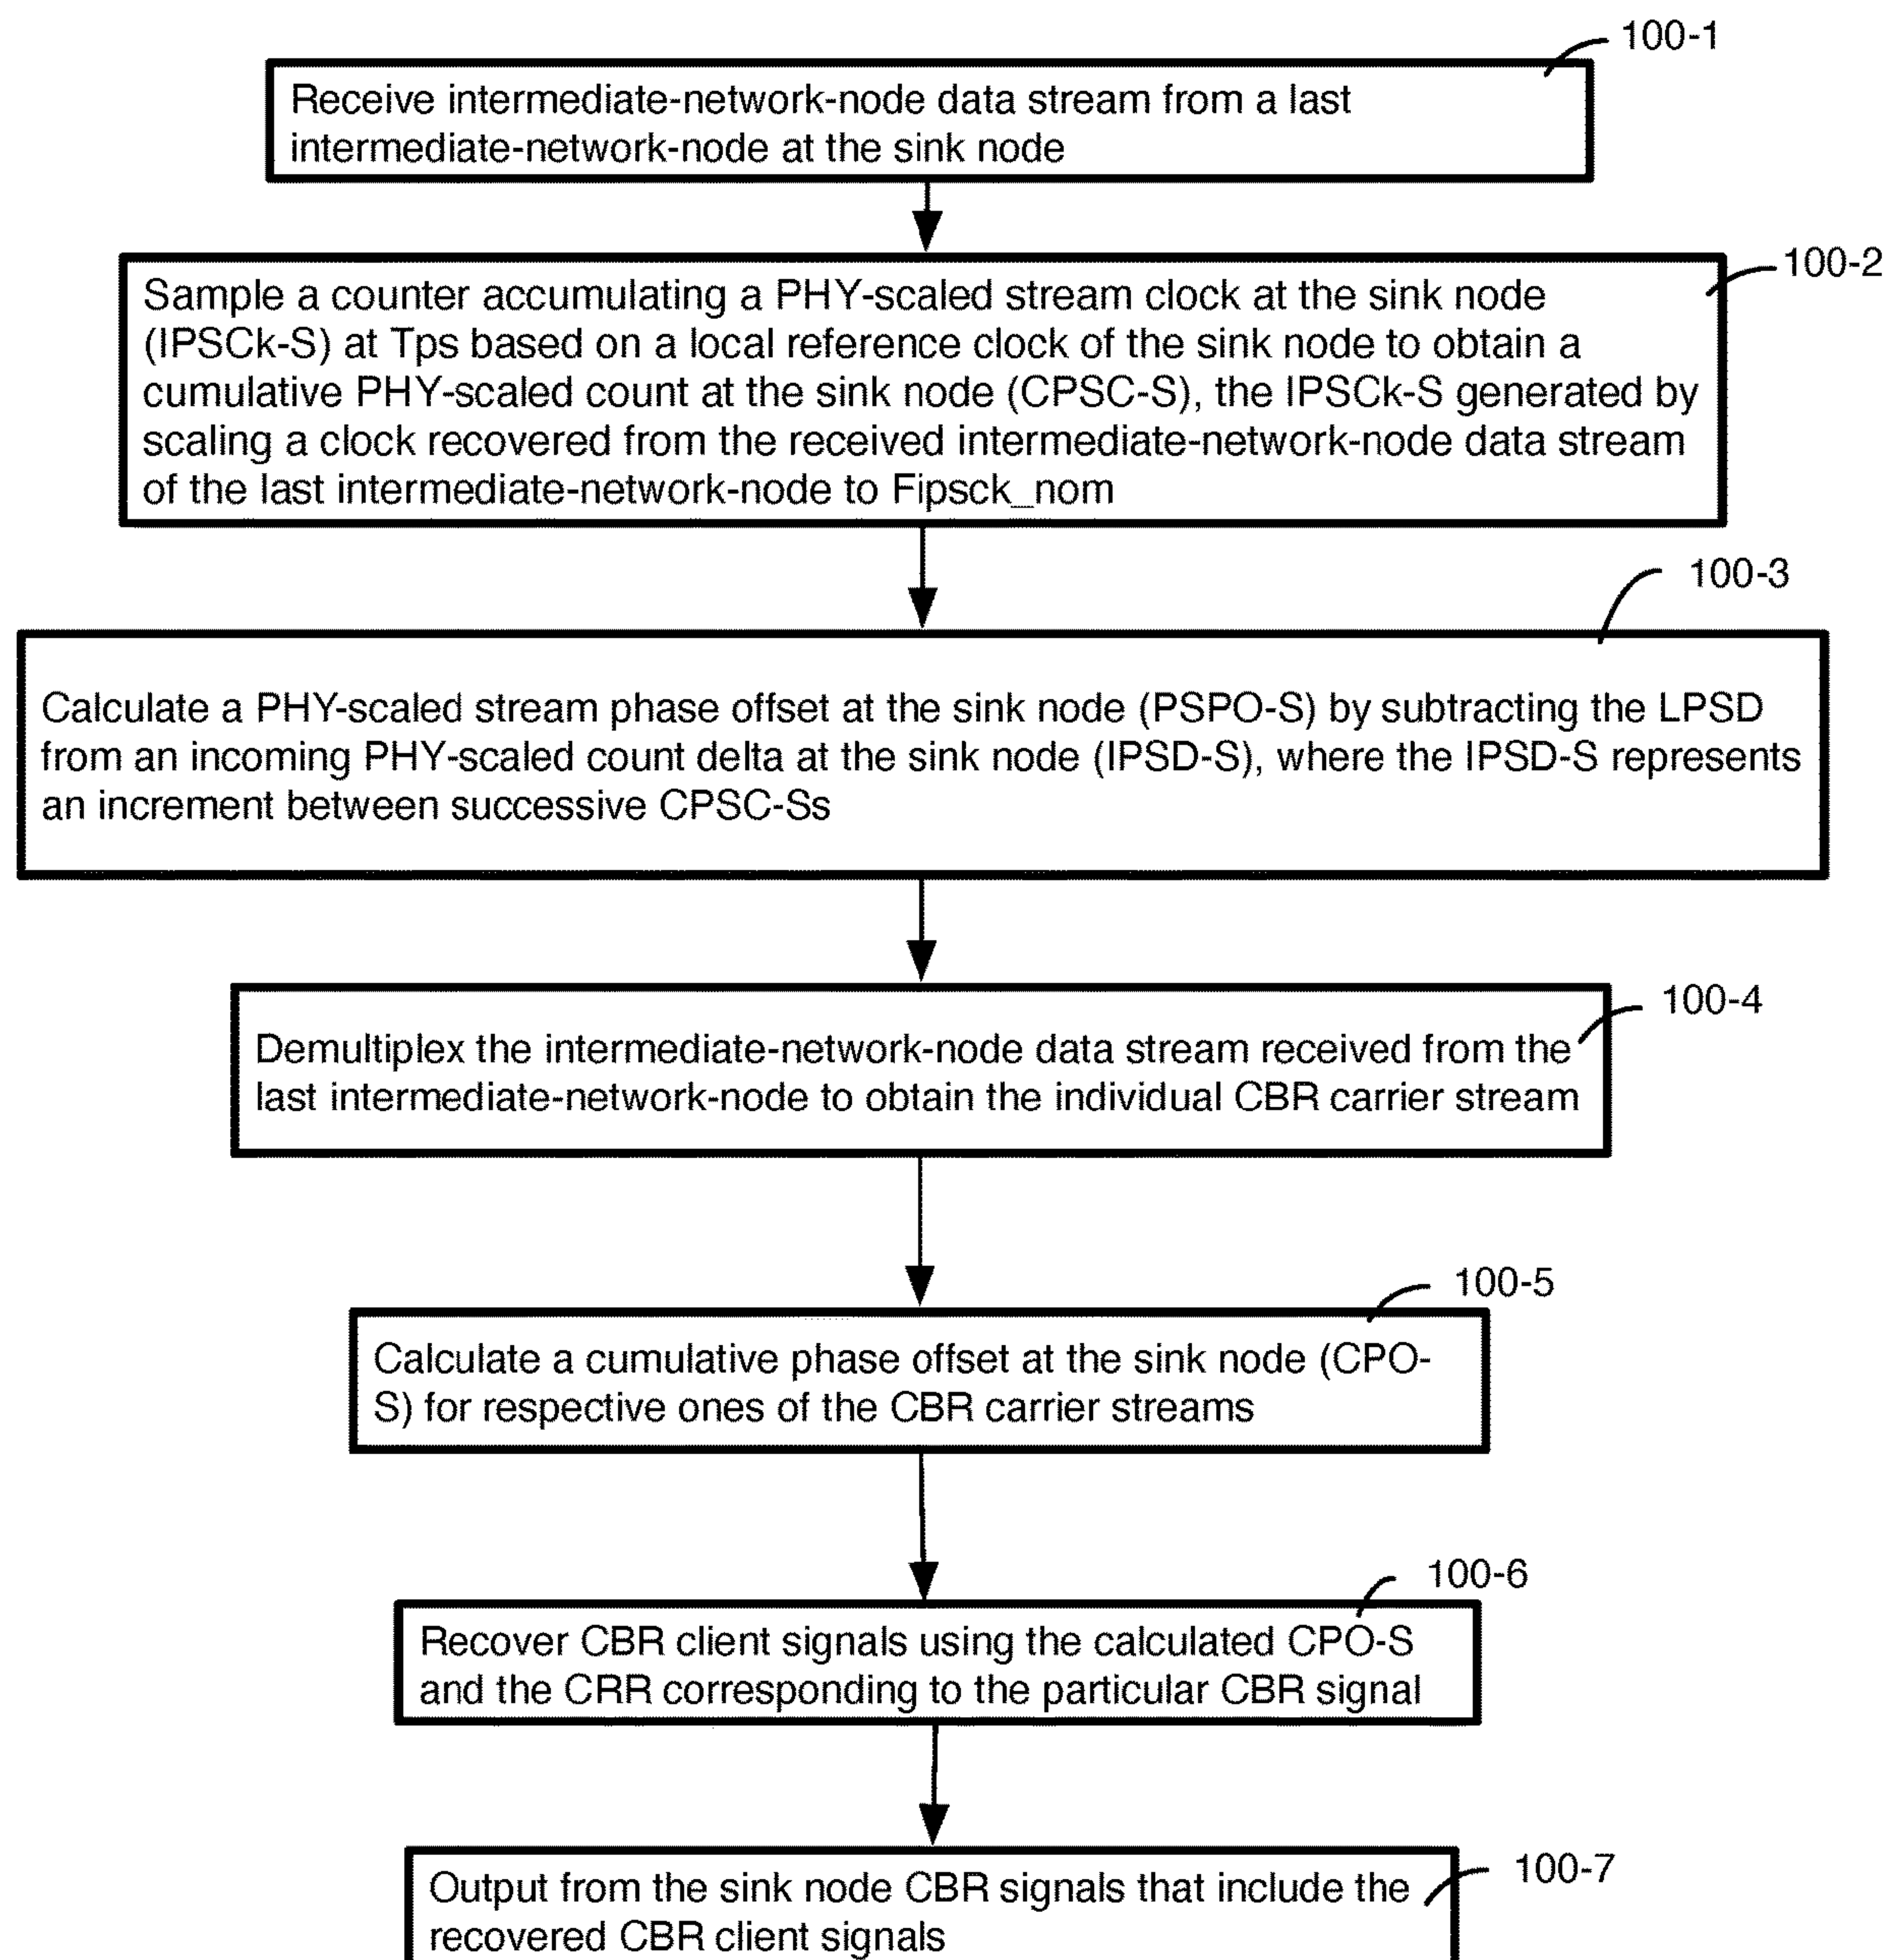 100-1
Receive intermediate-network-node data stream from a last
intermediate-network-node at the sink node
100-2
Sample a counter accumulating a PHY-scaled stream clock at the sink node
(IPSCk-S) at Tps based on a local reference clock of the sink node to obtain a
cumulative PHY-scaled count at the sink node (CPSC-S), the IPSCk-S generated by
scaling a clock recovered from the received intermediate-network-node data stream
of the last intermediate-network-node to Fipsck_nom
100-3
Calculate a PHY-scaled stream phase offset at the sink node (PSPO-S) by subtracting the LPSD
from an incoming PHY-scaled count delta at the sink node (IPSD-S), where the IPSD-S represents
an increment between successive CPSC-Ss
100-4
Demultiplex the intermediate-network-node data stream received from the
last intermediate-network-node to obtain the individual CBR carrier stream
100-5
Calculate a cumulative phase offset at the sink node (CPO-
S) for respective ones of the CBR carrier streams
100-6
Recover CBR client signals using the calculated CPO-S
and the CRR corresponding to the particular CBR signal
100-7
Output from the sink node CBR signals that include the
recovered CBR client signals